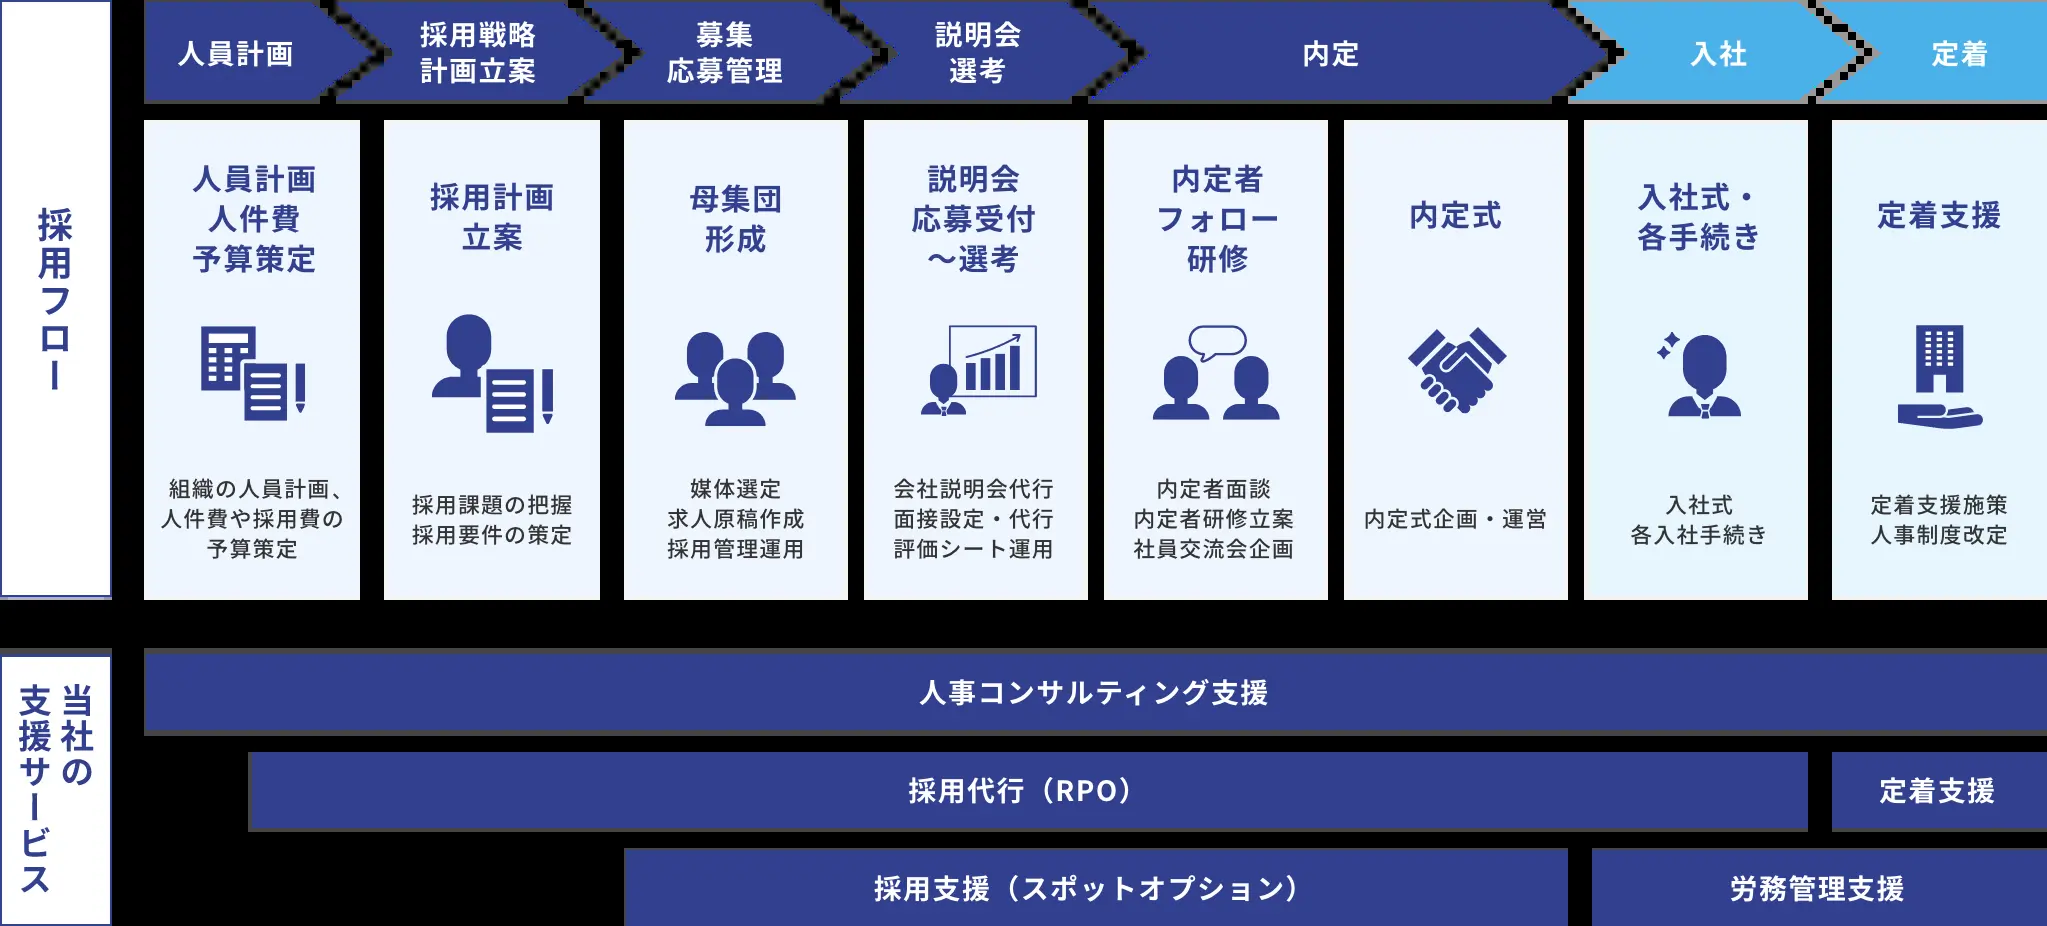 採用フロー
人員計画
採用戦略
計画立案
募集
応募管理
説明会
選考
内定
入社
定着
人員計画
人件費
予算策定
組織の人員計画、
人件費や採用費の
予算策定
採用計画
立案
採用課題の把握
採用要件の策定
母集団
形成
媒体選定
求人原稿作成
採用管理運用
説明会
応募受付
～選考
会社説明会代行
面接設定・代行
評価シート運用
内定者
フォロー
研修
内定者面談
内定者研修立案
社員交流会企画
内定式
内定式企画・運営
入社式・
各手続き
入社式
各入社手続き
定着支援
定着支援施策
人事制度改定
当社の
支援サービス
人事コンサルティング支援
採用代行（RPO）
定着支援
採用支援（スポットオプション）
労務管理支援